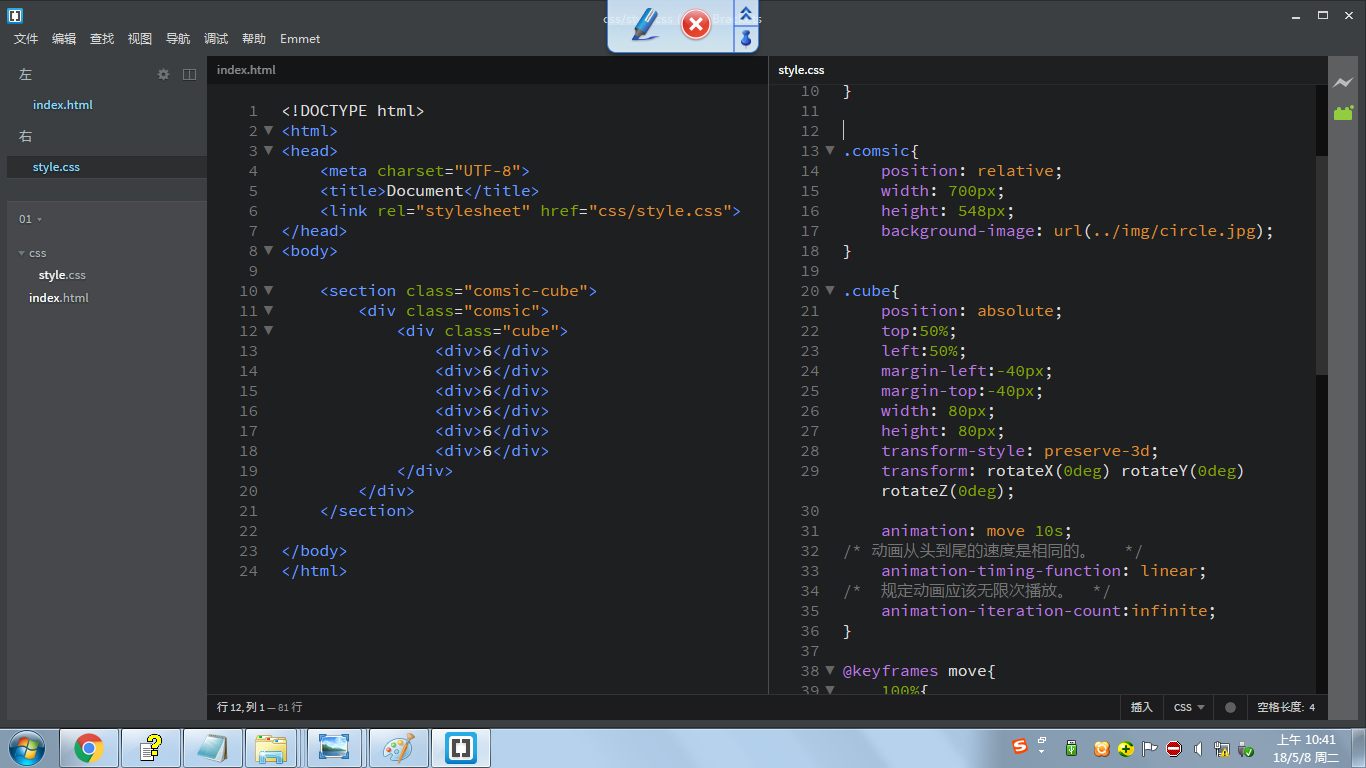 文件 编辑 查找 视图 导航 调试 帮助 Emmet
左
index.html
右
style.css
01
css
style.css
index.html
index.html
1 <!DOCTYPE html>
2 <html>
3 <head>
4 <meta charset="UTF-8">
5 <title>Document</title>
6 <link rel="stylesheet" href="css/style.css">
7 </head>
8 <body>
9
10 <section class="comsic-cube">
11 <div class="comsic">
12 <div class="cube">
13 <div>6</div>
14 <div>6</div>
15 <div>6</div>
16 <div>6</div>
17 <div>6</div>
18 <div>6</div>
19 </div>
20 </div>
21 </section>
22
23 </body>
24 </html>
style.css
10 }
11
12
13 .comsic{
14 position: relative;
15 width: 700px;
16 height: 548px;
17 background-image: url(../img/circle.jpg);
18 }
19
20 .cube{
21 position: absolute;
22 top:50%;
23 left:50%;
24 margin-left:-40px;
25 margin-top:-40px;
26 width: 80px;
27 height: 80px;
28 transform-style: preserve-3d;
29 transform: rotateX(0deg) rotateY(0deg)
rotateZ(0deg);
30
31 animation: move 10s;
32 /* 动画从头到尾的速度是相同的。 */
33 animation-timing-function: linear;
34 /* 规定动画应该无限次播放。 */
35 animation-iteration-count:infinite;
36 }
37
38 @keyframes move{
39 100%{
行 12, 列 1 — 81 行
插入 CSS 空格长度: 4
上午 10:41
18/5/8 周二